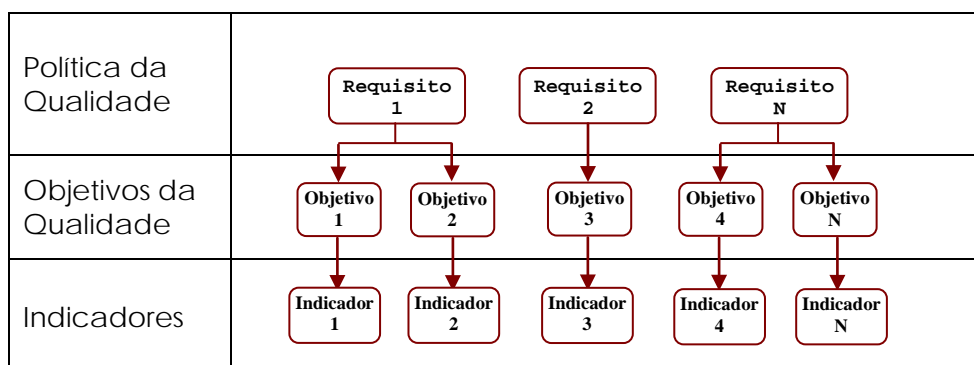 Política da
Qualidade
Requisito
1
Requisito
2
Requisito
N
Objetivos da
Qualidade
Objetivo
1
Objetivo
2
Objetivo
3
Objetivo
4
Objetivo
N
Indicadores
Indicador
1
Indicador
2
Indicador
3
Indicador
4
Indicador
N